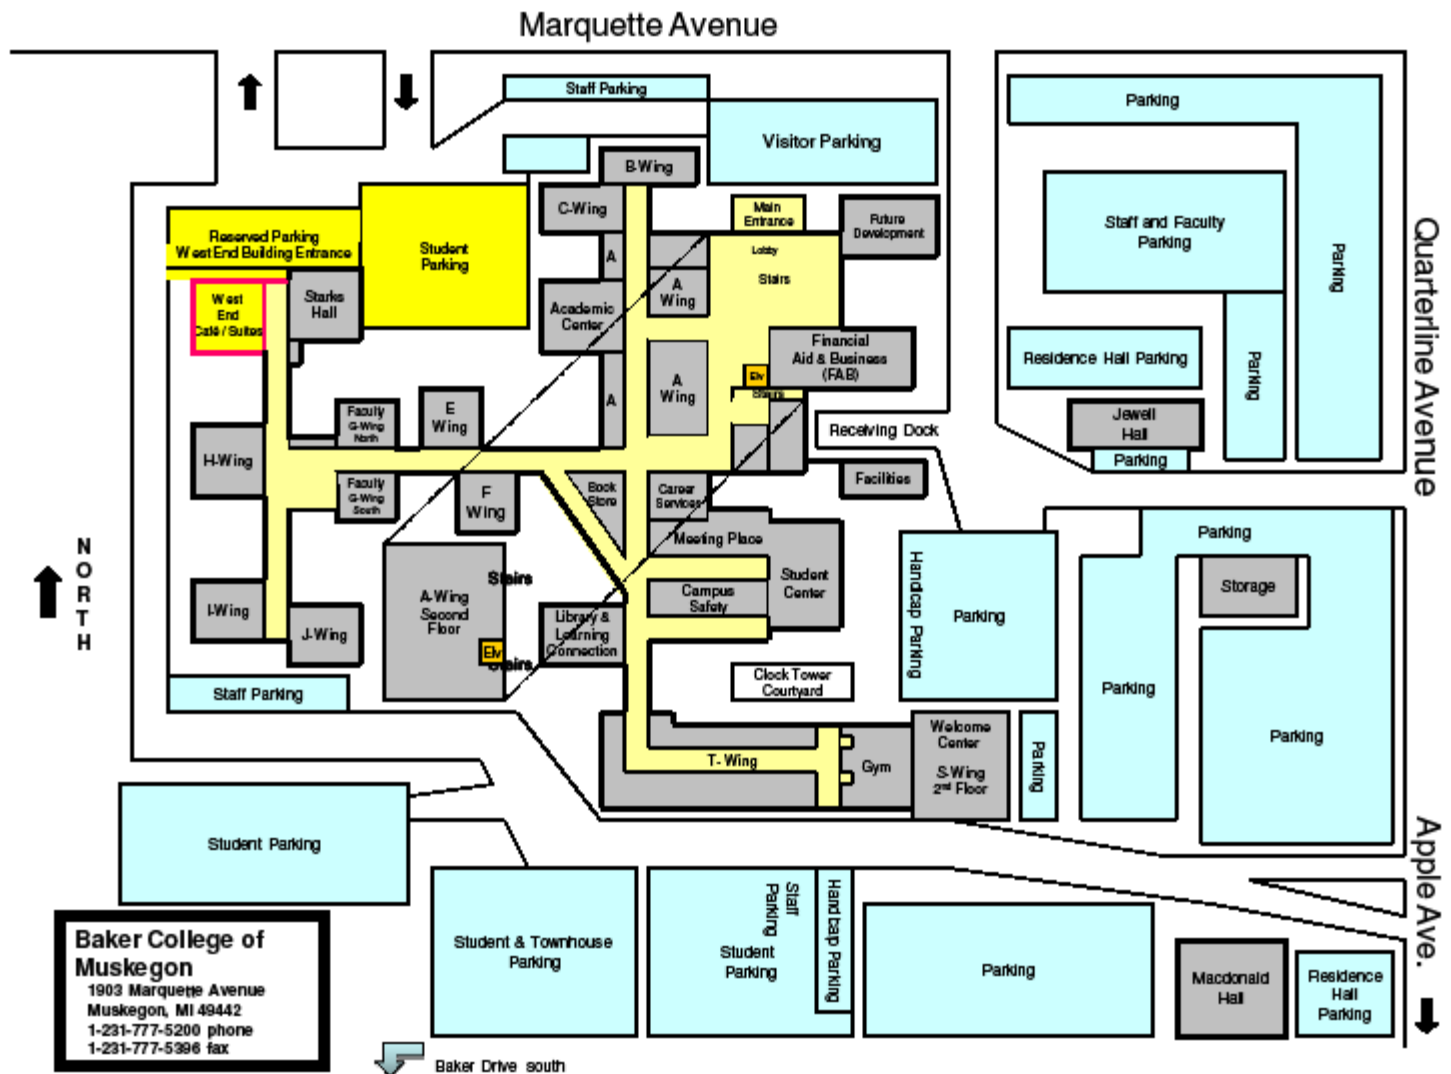 Marquette Avenue
Staff Parking
Parking
Visitor Parking
B-Wing
C-Wing
Main
Entrance
Future
Development
Staff and Faculty
Parking
Parking
Quarterline Avenue
Reserved Parking
West End Building Entrance
Student
Parking
A
Lobby
Stairs
A
Wing
West
End
Café / Suites
Starks
Hall
Academic
Center
Financial
Aid & Business
(FAB)
Residence Hall Parking
Parking
Elv
Stairs
A
Wing
A
Faculty
G-Wing
North
E
Wing
Receiving Dock
Jewell
Hall
Parking
H-Wing
Faculty
G-Wing
South
F
Wing
Book
Store
Career
Services
Facilities
Meeting Place
Handicap Parking
Parking
Parking
Storage
NORTH
I-Wing
J-Wing
A-Wing
Second
Floor
Stairs
Elv
Stairs
Library &
Learning
Connection
Campus
Safety
Student
Center
Clock Tower
Courtyard
Staff Parking
Parking
Parking
T- Wing
Gym
Welcome
Center
S-Wing
2nd Floor
Parking
Apple Ave.
Student Parking
Student & Townhouse
Parking
Staff
Parking
Student
Parking
Handicap Parking
Parking
Macdonald
Hall
Residence
Hall
Parking
Baker College of
Muskegon
1903 Marquette Avenue
Muskegon, MI 49442
1-231-777-5200 phone
1-231-777-5396 fax
Baker Drive south